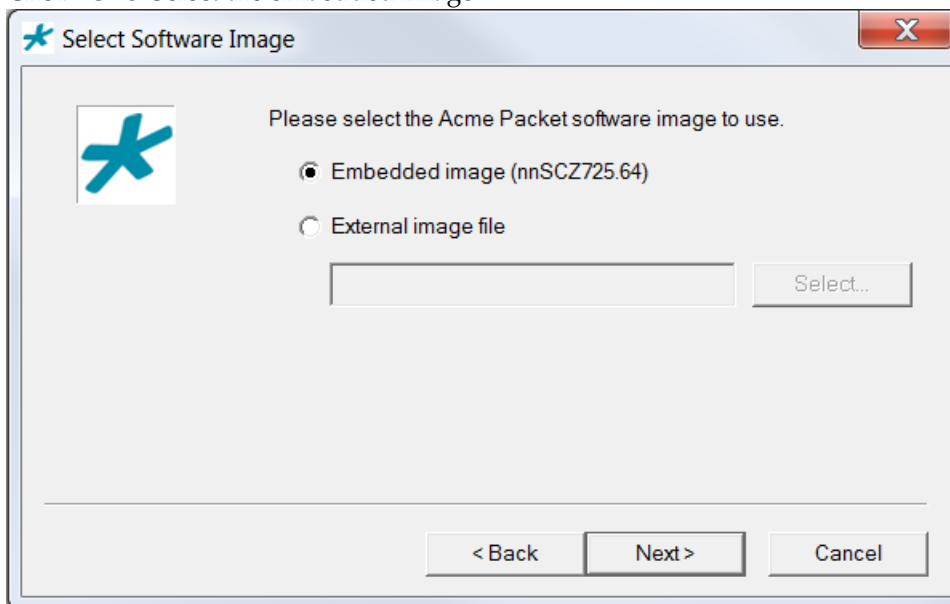 Select Software Image
X
Please select the Acme Packet software image to use.
Embedded image (nnSCZ725.64)
External image file
Select...
< Back Next > Cancel